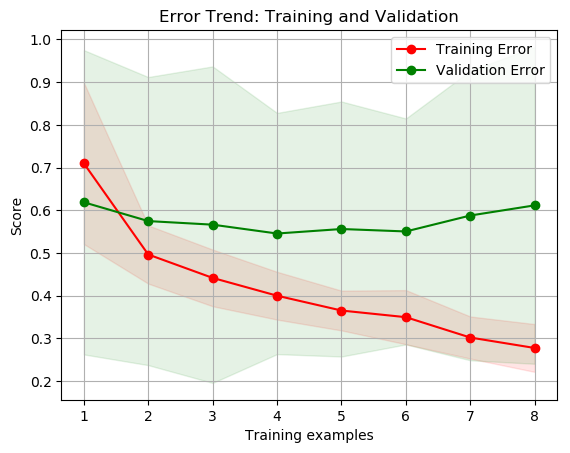 Error Trend: Training and Validation
Training Error
Validation Error
1.0
0.9
0.8
0.7
0.6
0.5
0.4
0.3
0.2
Score
1 2 3 4 5 6 7 8
Training examples